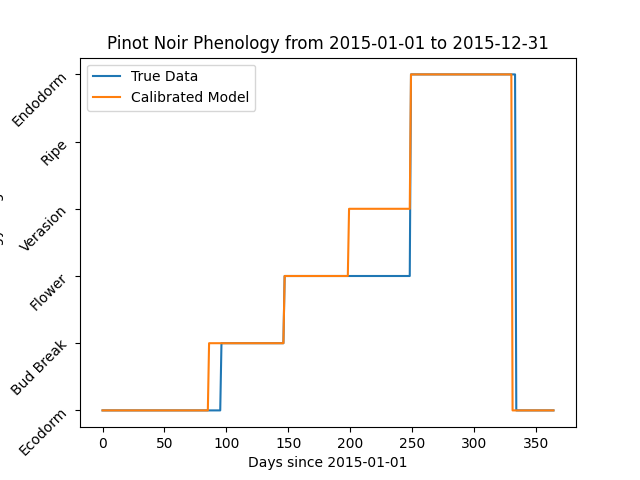 Pinot Noir Phenology from 2015-01-01 to 2015-12-31
True Data
Calibrated Model
Endodorm
Ripe
Verasion
Flower
Bud Break
Ecodorm
0 50 100 150 200 250 300 350
Days since 2015-01-01